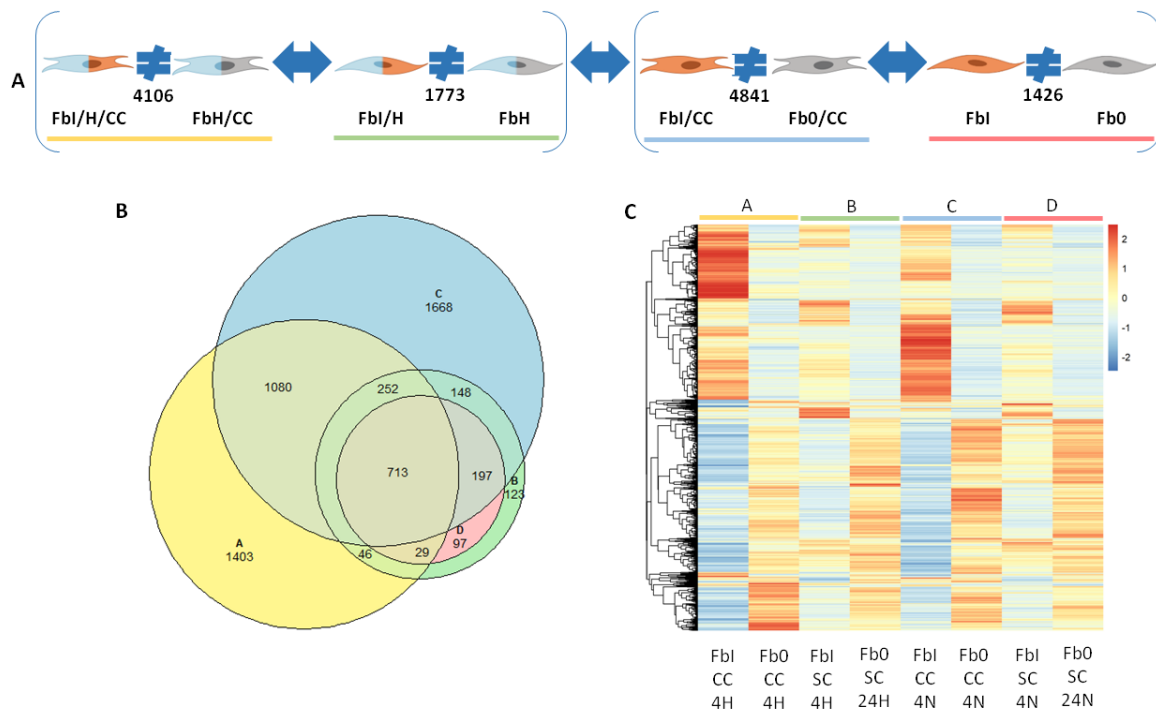 A
4106
1773
4841
1426
FbI/H/CC
FbH/CC
FbI/H
FbH
FbI/CC
Fb0/CC
FbI
Fb0
B
C
1668
1080
252
148
713
197
B
123
D
97
A
1403
46
29
C
A
B
C
D
2
1
0
-1
-2
FbI Fb0 FbI Fb0 FbI Fb0 FbI Fb0
CC CC SC SC CC CC SC SC
4H 4H 4H 24H 4N 4N 4N 24N